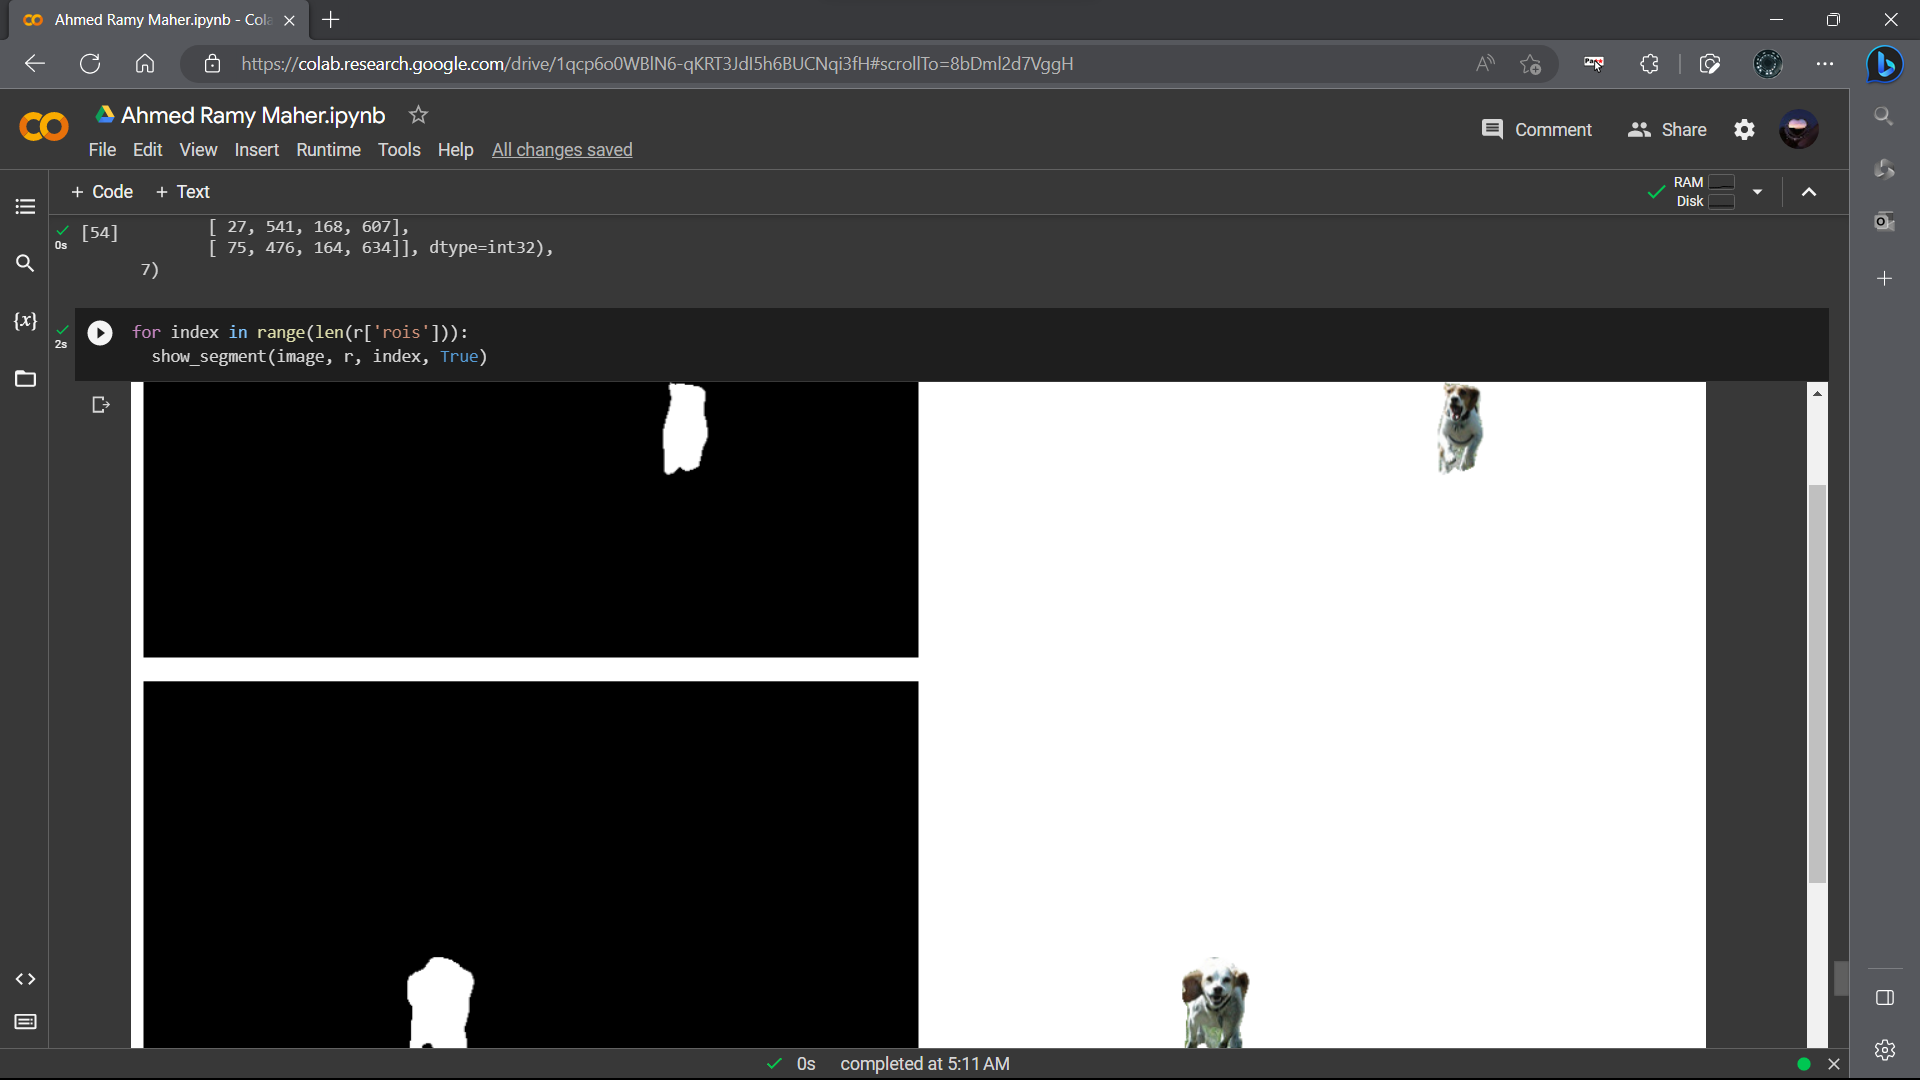 Ahmed Ramy Maher.ipynb - Cola
https://colab.research.google.com/drive/1qcp6o0WBlN6-qKRT3JdI5h6BUCNqi3fH#scrollTo=8bDml2d7VggH
Ahmed Ramy Maher.ipynb
File Edit View Insert Runtime Tools Help All changes saved
Comment Share
+ Code + Text
RAM
Disk
[54] [ 27, 541, 168, 607],
0s
[ 75, 476, 164, 634]], dtype=int32),
7)
{x}
for index in range(len(r['rois'])):
2s
show_segment(image, r, index, True)
0s completed at 5:11 AM